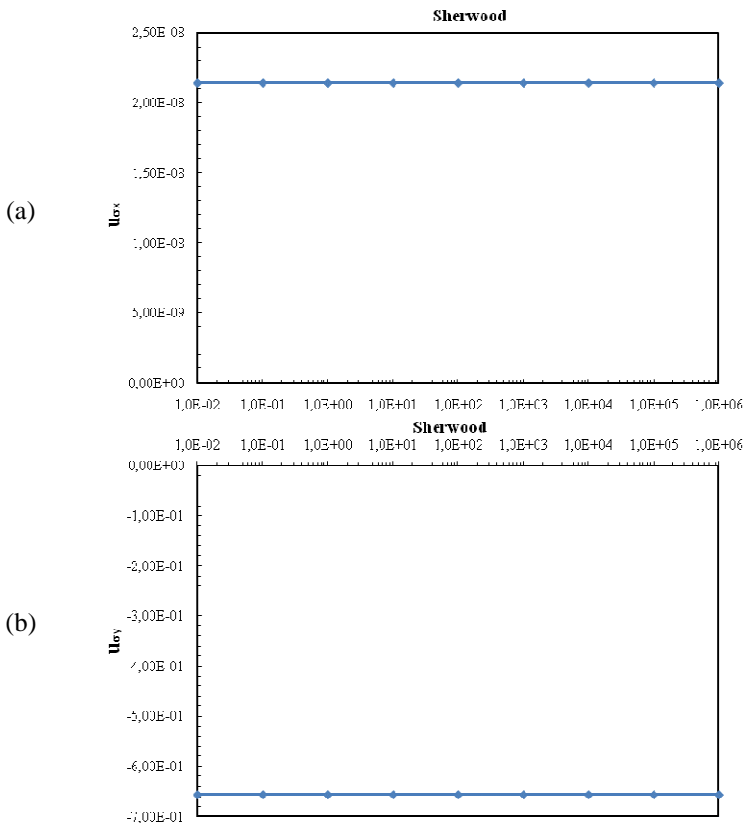 Sherwood
2,50E-08
2,00E-08
1,50E-08
(a)
uσx
1,00E-08
5,00E-09
0,00E+00
1,0E-02 1,0E-01 1,0E+00 1,0E+01 1,0E+02 1,0E+03 1,0E+04 1,0E+05 1,0E+06
Sherwood
1,0E-02 1,0E-01 1,0E+00 1,0E+01 1,0E+02 1,0E+03 1,0E+04 1,0E+05 1,0E+06
0,00E+00
-1,00E-01
-2,00E-01
-3,00E-01
(b)
uσy
-4,00E-01
-5,00E-01
-6,00E-01
-7,00E-01